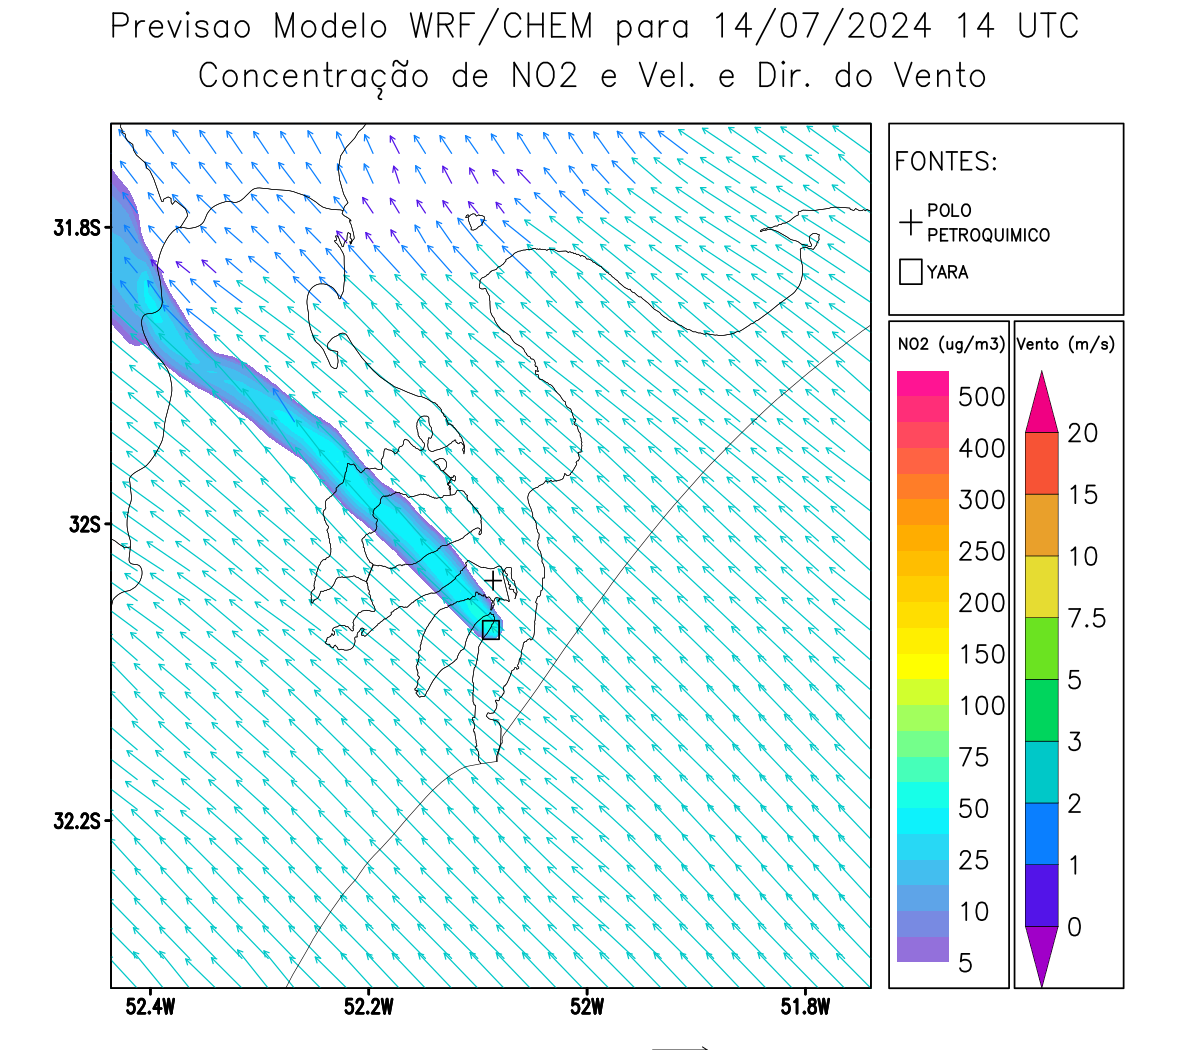 Previsao Modelo WRF/CHEM para 14/07/2024 14 UTC
Concentração de NO2 e Vel. e Dir. do Vento
FONTES:
POLO
PETROQUIMICO
YARA
NO2 (ug/m3)
500
400
300
250
200
150
100
75
50
25
10
5
Vento (m/s)
20
15
10
7.5
5
3
2
1
0
31.8S
32S
32.2S
52.4W
52.2W
52W
51.8W